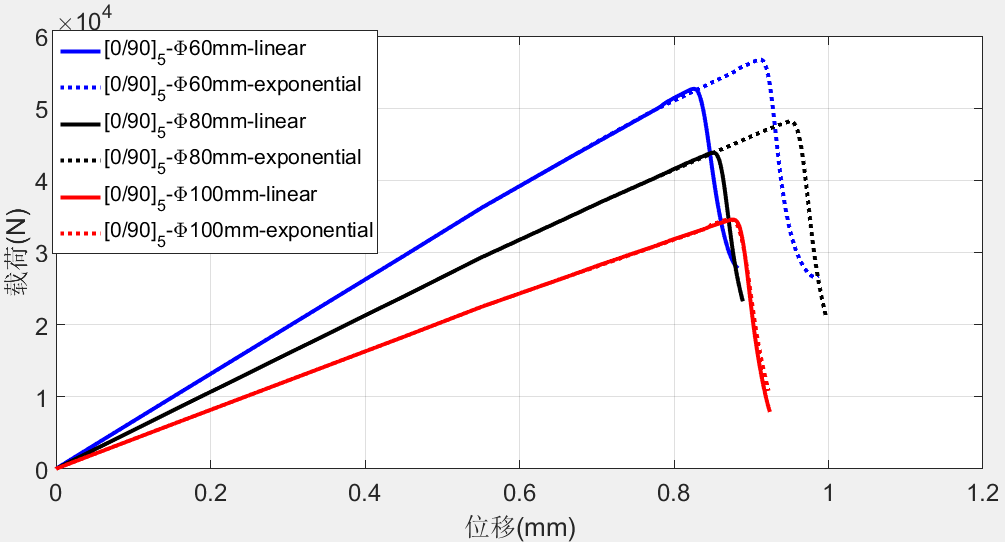 ×10⁴
6
5
4
3
2
1
0
载荷(N)
[0/90]₅-Φ60mm-linear
[0/90]₅-Φ60mm-exponential
[0/90]₅-Φ80mm-linear
[0/90]₅-Φ80mm-exponential
[0/90]₅-Φ100mm-linear
[0/90]₅-Φ100mm-exponential
0 0.2 0.4 0.6 0.8 1 1.2
位移(mm)